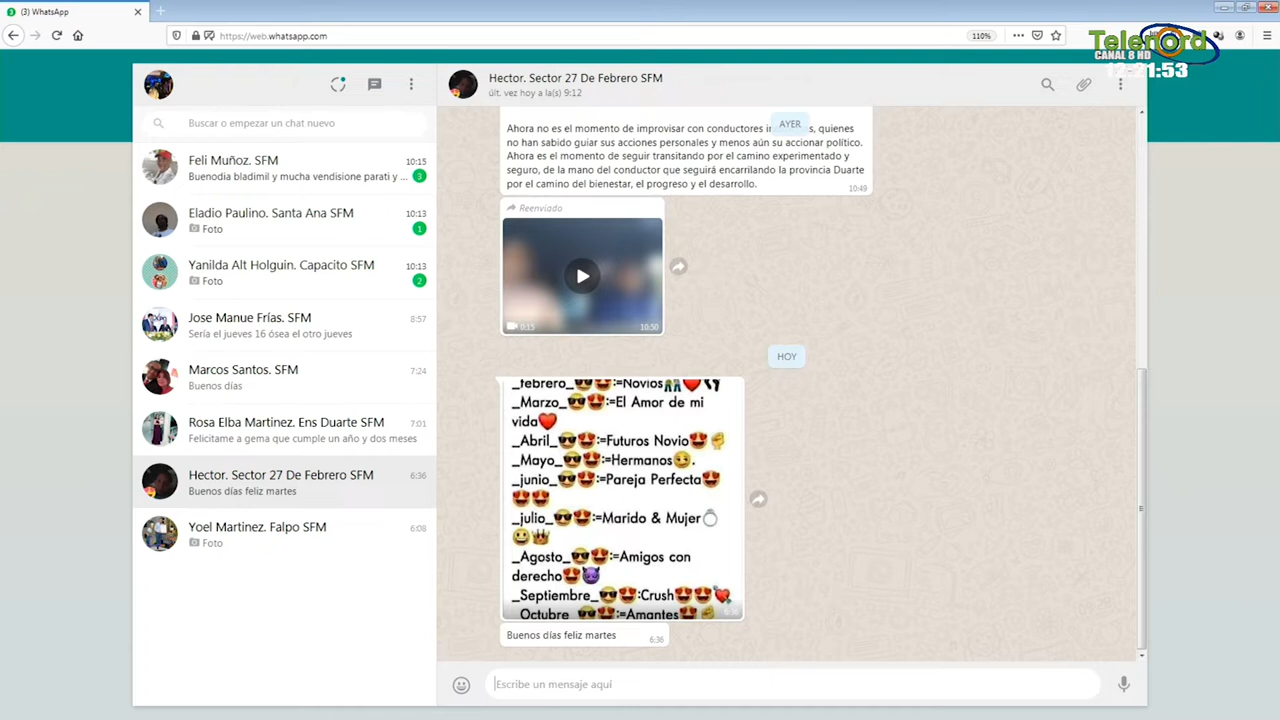 (3) WhatsApp
https://web.whatsapp.com
110%
Telenord
CANAL 8 HD
12:21:53
Buscar o empezar un chat nuevo
Feli Muñoz. SFM
10:15
Buenodia bladimil y mucha vendisione parati y ...
3
Eladio Paulino. Santa Ana SFM
10:13
Foto
1
Yanilda Alt Holguin. Capacito SFM
10:13
Foto
2
Jose Manue Frías. SFM
8:57
Sería el jueves 16 ósea el otro jueves
Marcos Santos. SFM
7:24
Buenos días
Rosa Elba Martinez. Ens Duarte SFM
7:01
Felicitame a gema que cumple un año y dos meses
Hector. Sector 27 De Febrero SFM
6:36
Buenos días feliz martes
Yoel Martinez. Falpo SFM
6:08
Foto
Hector. Sector 27 De Febrero SFM
últ. vez hoy a la(s) 9:12
AYER
Ahora no es el momento de improvisar con conductores in s, quienes
no han sabido guiar sus acciones personales y menos aún su accionar político.
Ahora es el momento de seguir transitando por el camino experimentado y
seguro, de la mano del conductor que seguirá encarrilando la provincia Duarte
por el camino del bienestar, el progreso y el desarrollo.
10:49
Reenviado
0:15
10:50
HOY
_febrero_😎😍:=Novios👫❤️👣
_Marzo_😎😍:=El Amor de mi
vida❤️
_Abril_😎😍:=Futuros Novio😍✊
_Mayo_😎😍:=Hermanos😏.
_junio_😎😍:=Pareja Perfecta😍
😍😍
_julio_😎😍:=Marido & Mujer💍
😀👑
_Agosto_😎😍:=Amigos con
derecho😍😈
_Septiembre_😎😍:Crush😍😍💘
_Octubre_😎😍:=Amantes😍✊
6:36
Buenos días feliz martes
6:36
Escribe un mensaje aquí